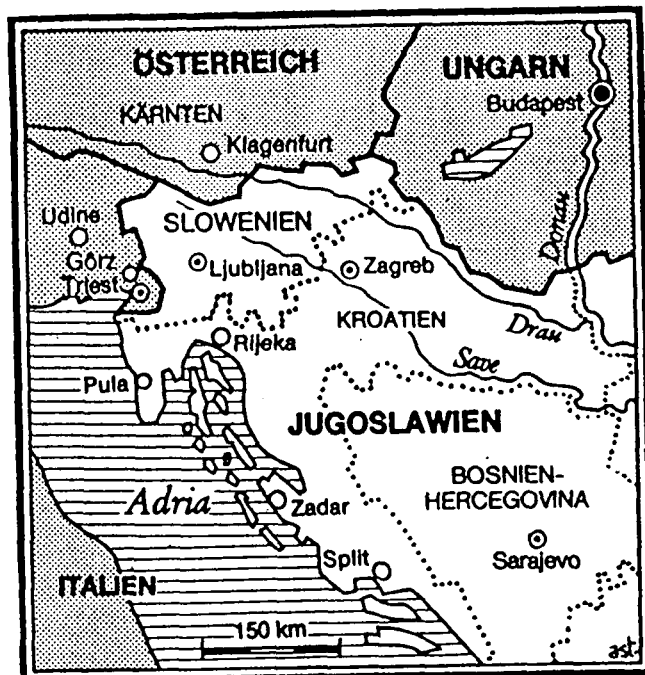 ÖSTERREICH
UNGARN
KÄRNTEN
Budapest
Klagenfurt
Udine
SLOWENIEN
Donau
Görz
Ljubljana
Zagreb
Triest
KROATIEN
Drau
Rijeka
Save
Pula
JUGOSLAWIEN
BOSNIEN-
HERCEGOVINA
Adria
Zadar
Sarajevo
Split
ITALIEN
150 km
ast.